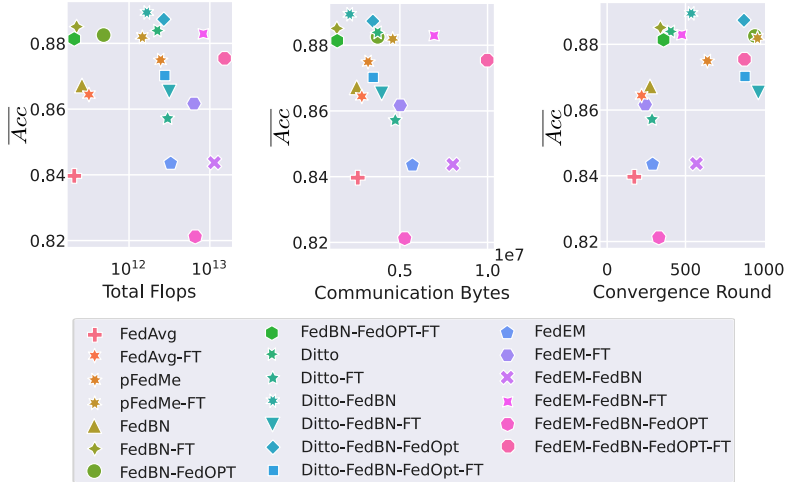 0.88
0.86
0.84
0.82
Acc
10^12
10^13
Total Flops
0.88
0.86
0.84
0.82
Acc
0.5
1.0
1e7
Communication Bytes
0.88
0.86
0.84
0.82
Acc
0
500
1000
Convergence Round
FedAvg
FedAvg-FT
pFedMe
pFedMe-FT
FedBN
FedBN-FT
FedBN-FedOPT
FedBN-FedOPT-FT
Ditto
Ditto-FT
Ditto-FedBN
Ditto-FedBN-FT
Ditto-FedBN-FedOpt
Ditto-FedBN-FedOpt-FT
FedEM
FedEM-FT
FedEM-FedBN
FedEM-FedBN-FT
FedEM-FedBN-FedOPT
FedEM-FedBN-FedOPT-FT